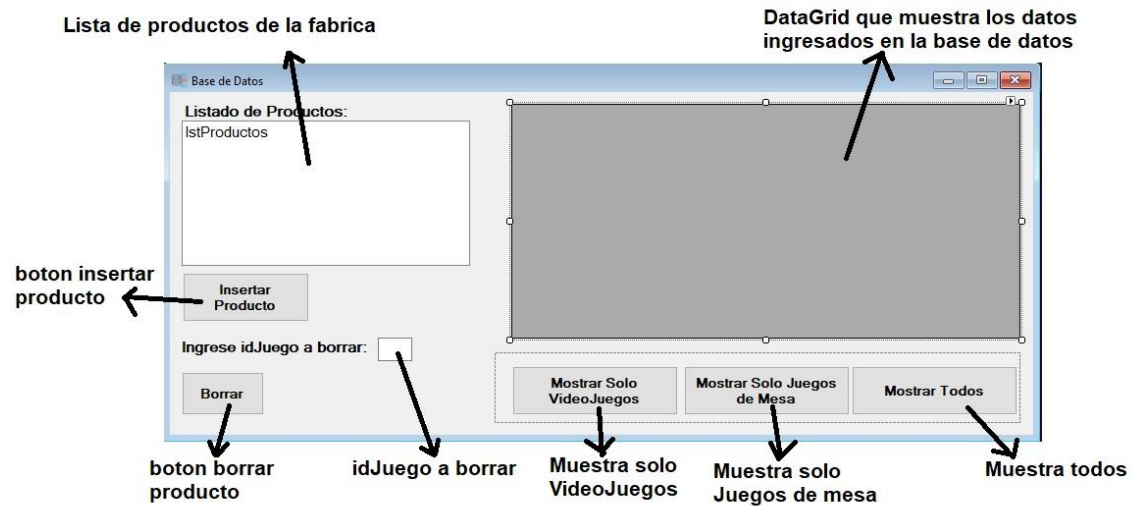 Lista de productos de la fabrica
DataGrid que muestra los datos
ingresados en la base de datos
Base de Datos
Listado de Productos:
lstProductos
boton insertar
producto
Insertar
Producto
Ingrese idJuego a borrar:
Borrar
Mostrar Solo
VideoJuegos
Mostrar Solo Juegos
de Mesa
Mostrar Todos
boton borrar
producto
idJuego a borrar
Muestra solo
VideoJuegos
Muestra solo
Juegos de mesa
Muestra todos